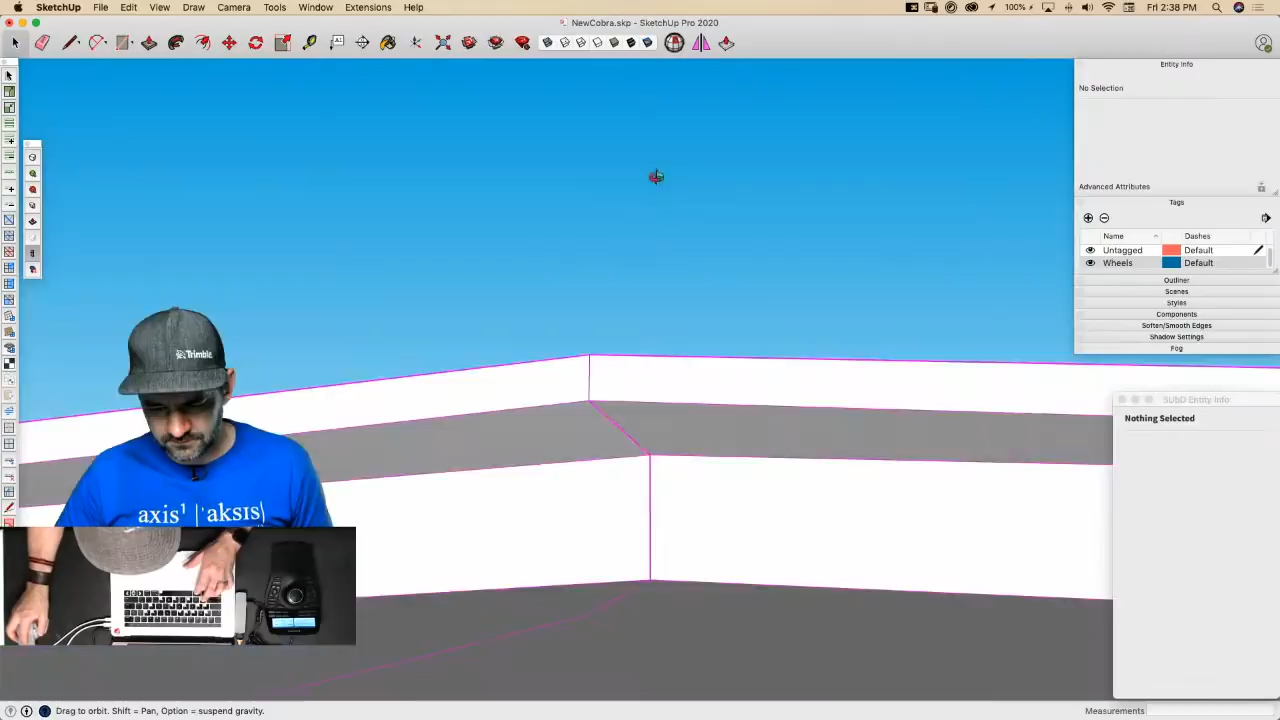 SketchUp File Edit View Draw Camera Tools Window Extensions Help 100% Fri 2:38 PM
NewCobra.skp - SketchUp Pro 2020
Entity Info
No Selection
Advanced Attributes
Tags
Name Dashes
Untagged Default
Wheels Default
Outliner
Scenes
Styles
Components
Soften/Smooth Edges
Shadow Settings
Fog
SUbD Entity Info
Nothing Selected
Trimble
axis¹ |ˈaksɪs|
Drag to orbit. Shift = Pan, Option = suspend gravity.
Measurements